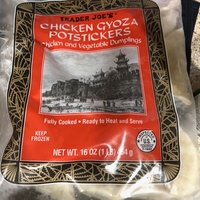 TRADER JOE'S
CHICKEN GYOZA
POTSTICKERS
Chicken and Vegetable Dumplings
Fully Cooked • Ready to Heat and Serve
KEEP
FROZEN
NET WT. 16 OZ (1 LB) 454 g